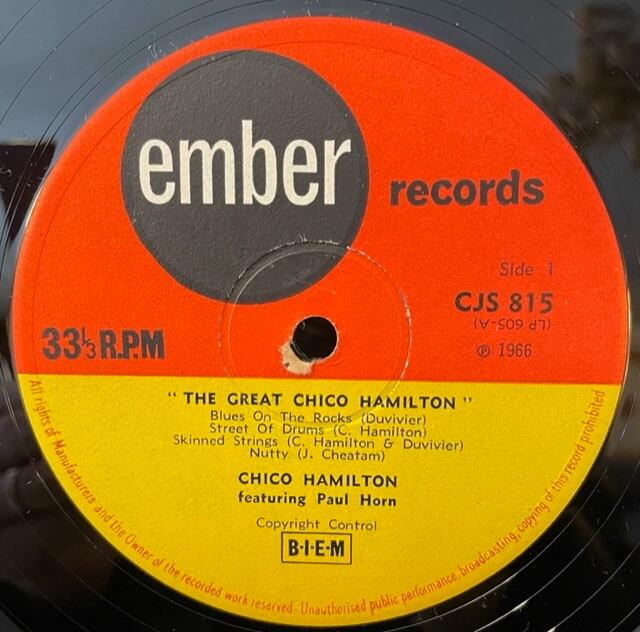 ember
records
Side 1
CJS 815
(LP 605-A)
℗ 1966
33⅓ R.P.M
" THE GREAT CHICO HAMILTON "
Blues On The Rocks (Duvivier)
Street Of Drums (C. Hamilton)
Skinned Strings (C. Hamilton & Duvivier)
Nutty (J. Cheatam)
CHICO HAMILTON
featuring Paul Horn
Copyright Control
B·I·E·M
All rights of Manufacturers and the Owner of the recorded work reserved · Unauthorised public performance, broadcasting, copying of this record prohibited